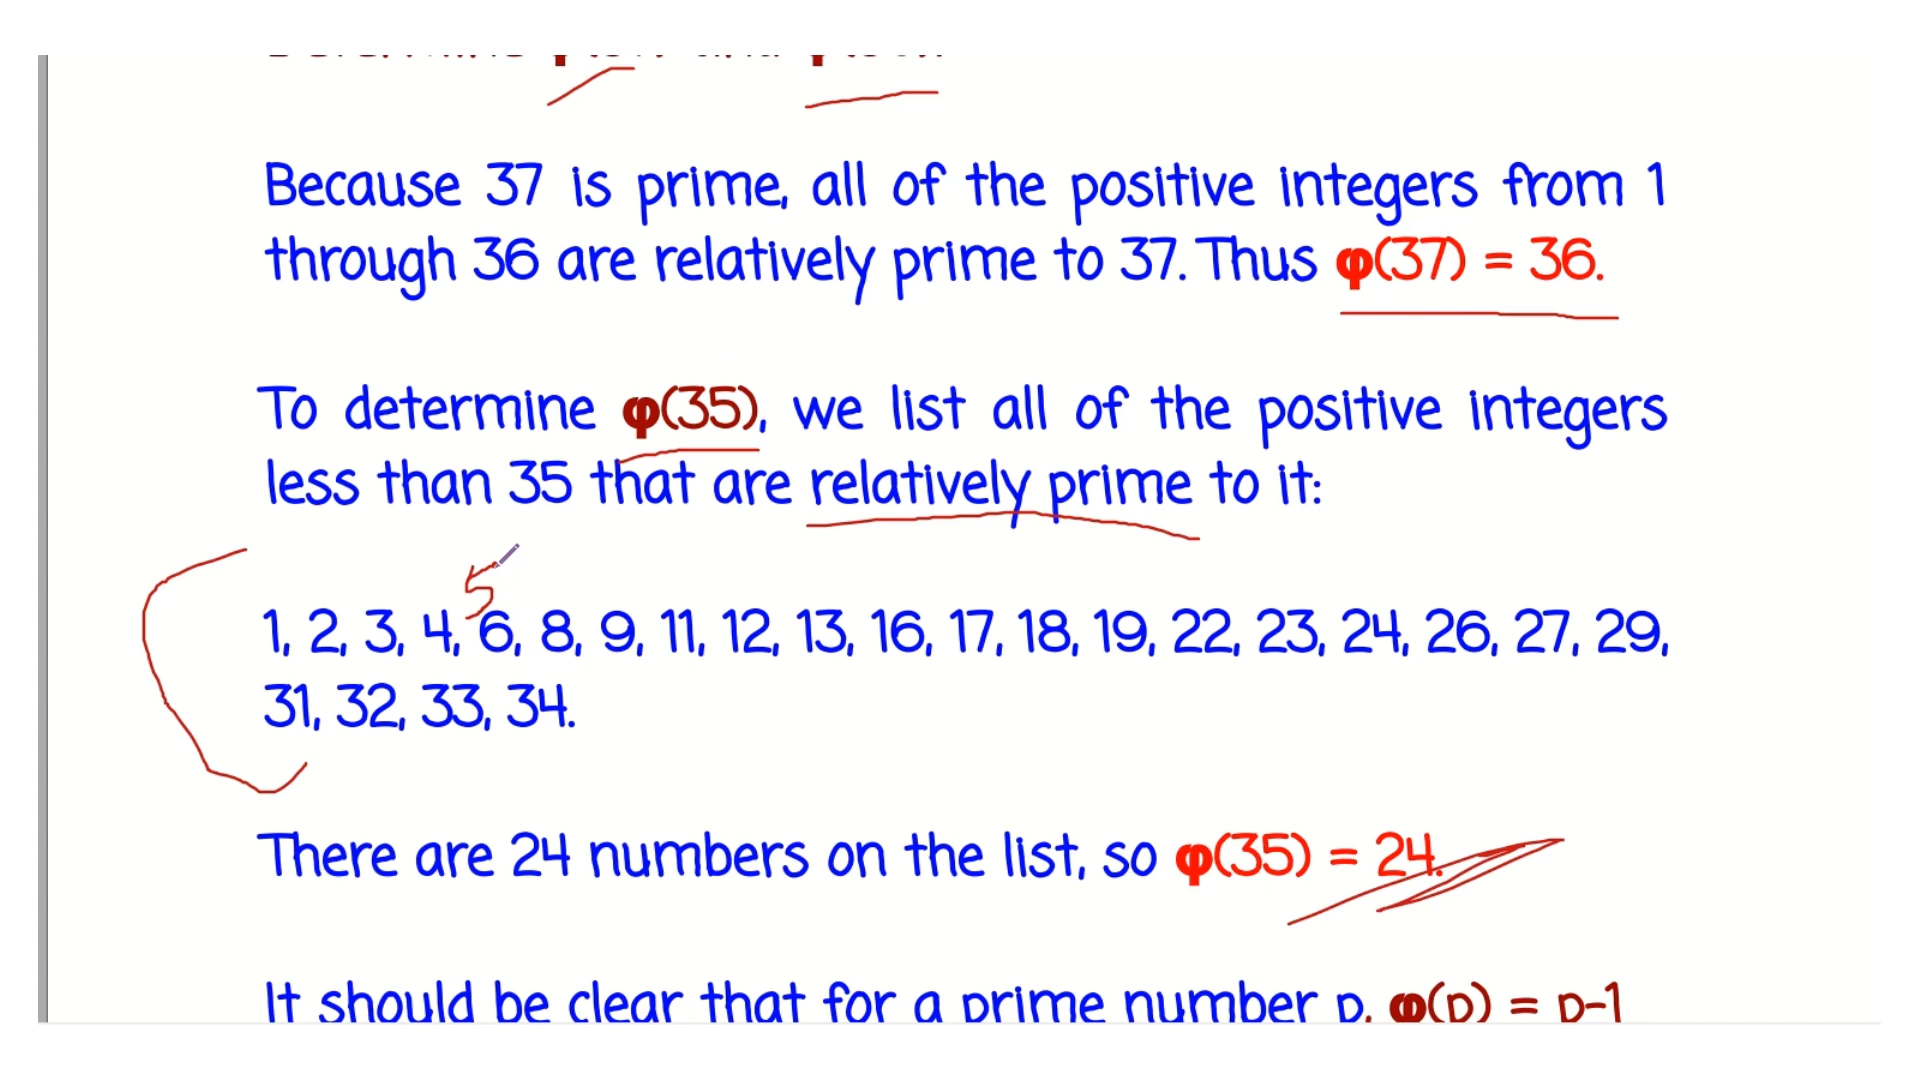 Because 37 is prime, all of the positive integers from 1
through 36 are relatively prime to 37. Thus φ(37) = 36.
To determine φ(35), we list all of the positive integers
less than 35 that are relatively prime to it:
5
1, 2, 3, 4, 6, 8, 9, 11, 12, 13, 16, 17, 18, 19, 22, 23, 24, 26, 27, 29,
31, 32, 33, 34.
There are 24 numbers on the list, so φ(35) = 24.
It should be clear that for a prime number p, φ(p) = p-1